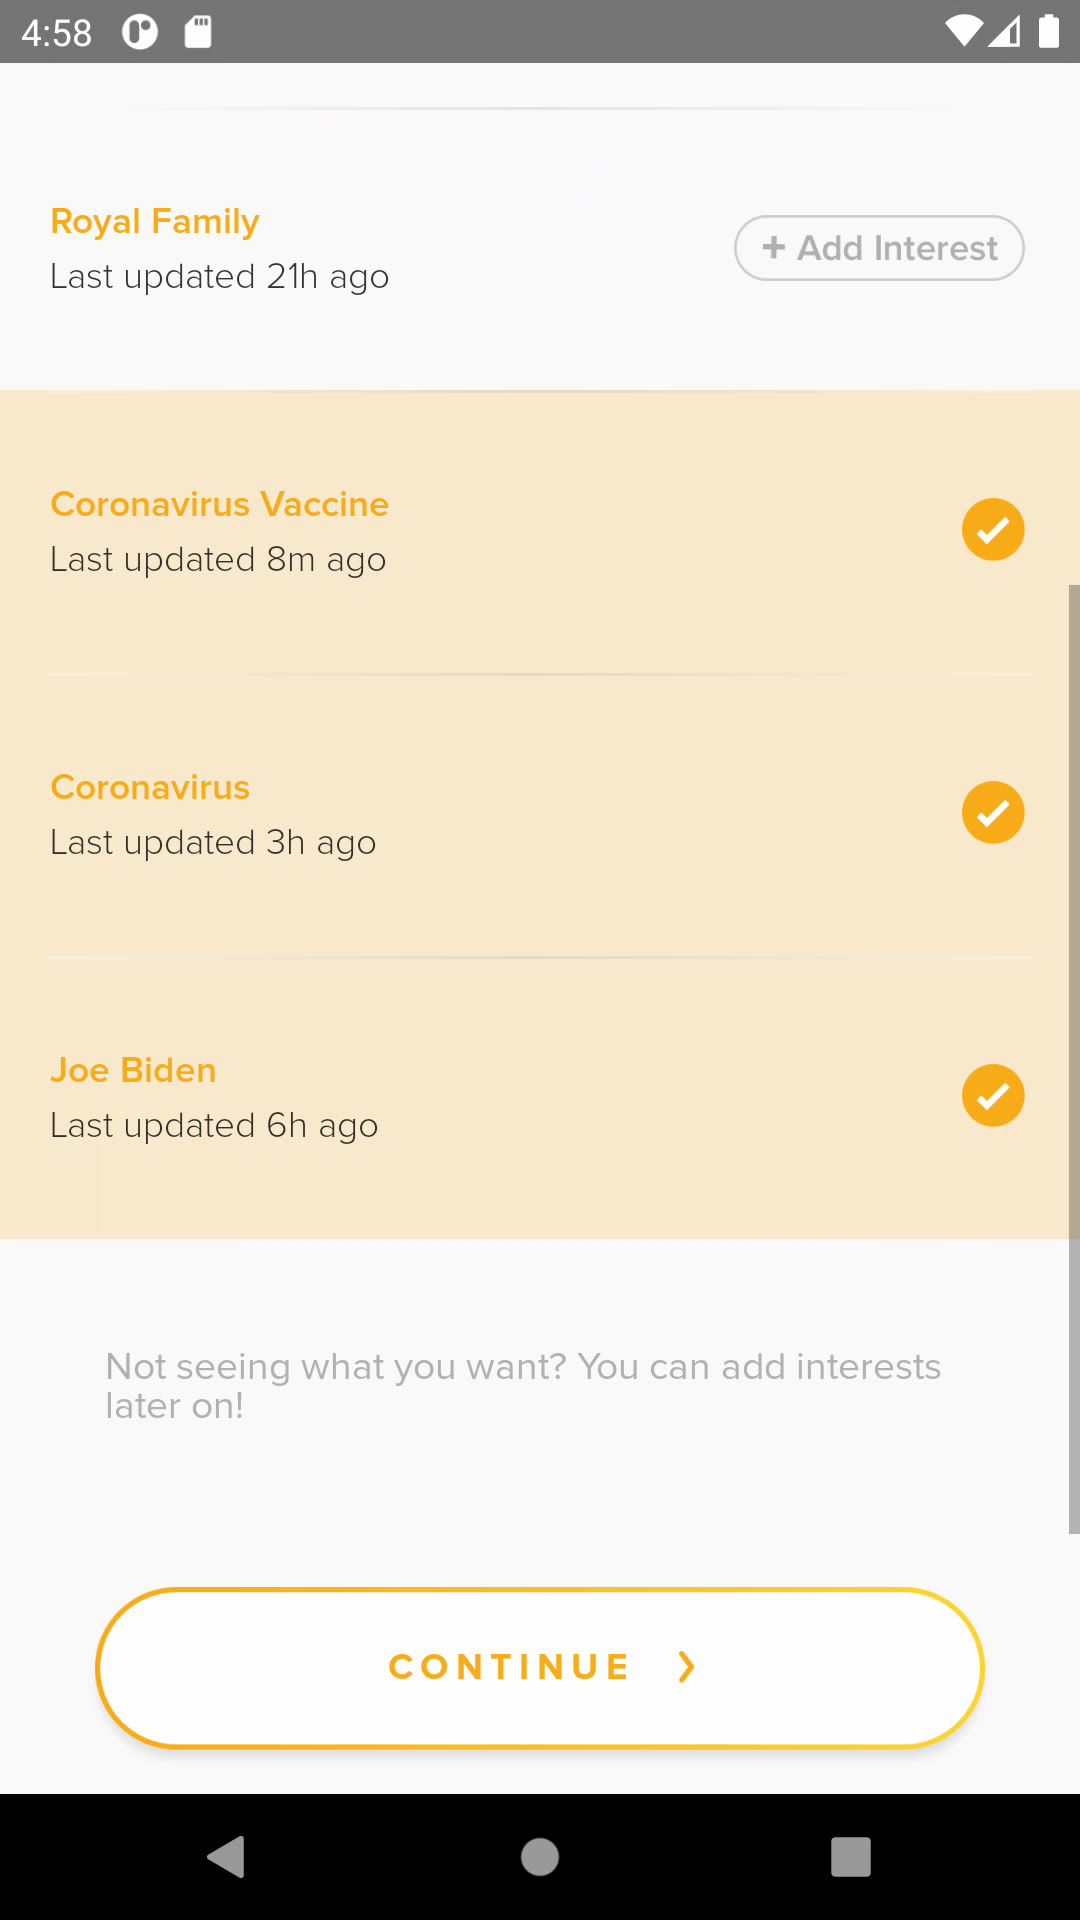 4:58
Royal Family
Last updated 21h ago
+ Add Interest
Coronavirus Vaccine
Last updated 8m ago
Coronavirus
Last updated 3h ago
Joe Biden
Last updated 6h ago
Not seeing what you want? You can add interests
later on!
CONTINUE